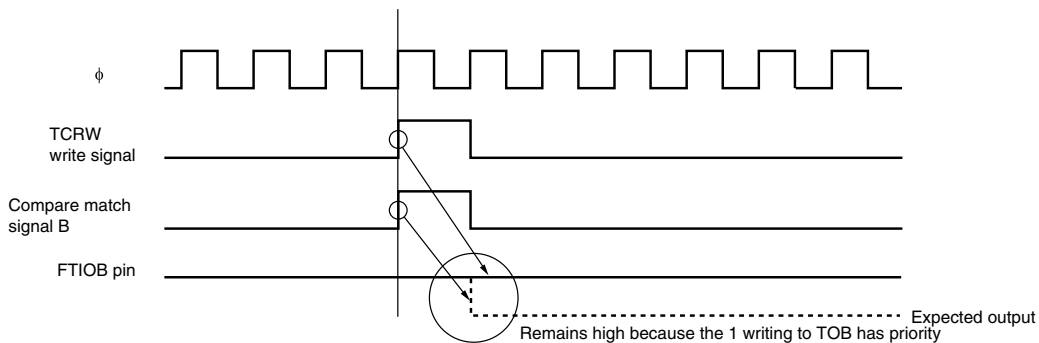 ϕ
TCRW
write signal
Compare match
signal B
FTIOB pin
Expected output
Remains high because the 1 writing to TOB has priority